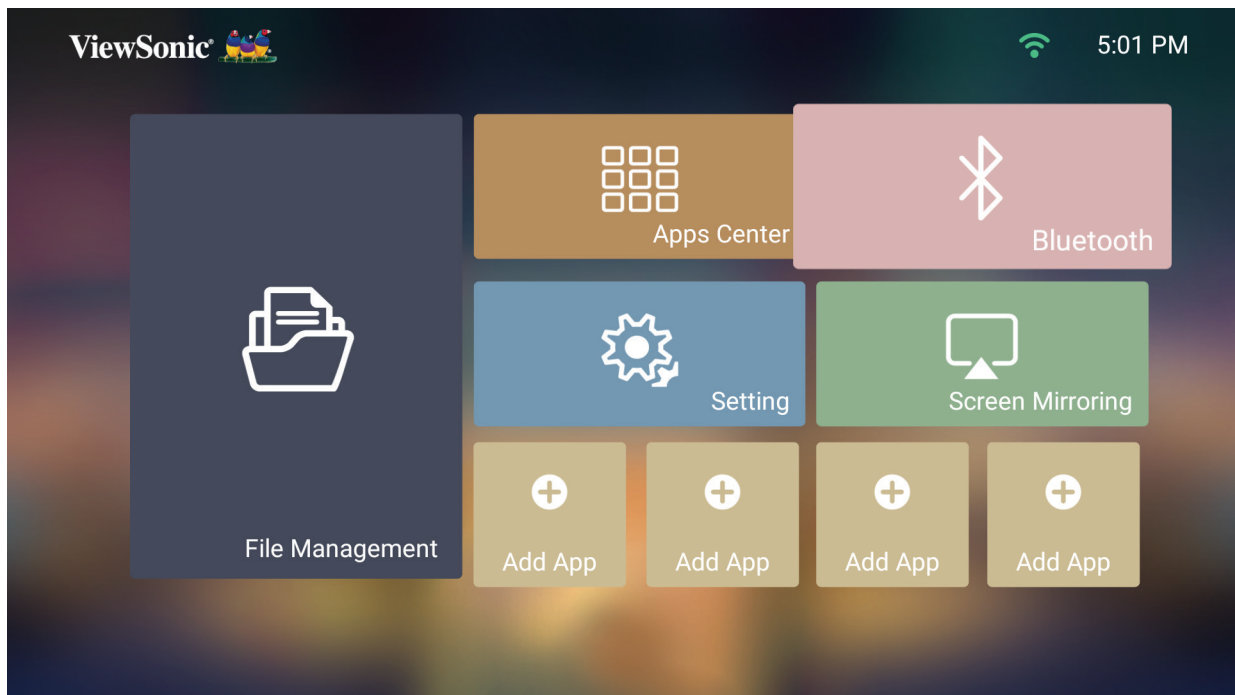 ViewSonic
5:01 PM
Apps Center
Bluetooth
Setting
Screen Mirroring
File Management
Add App
Add App
Add App
Add App